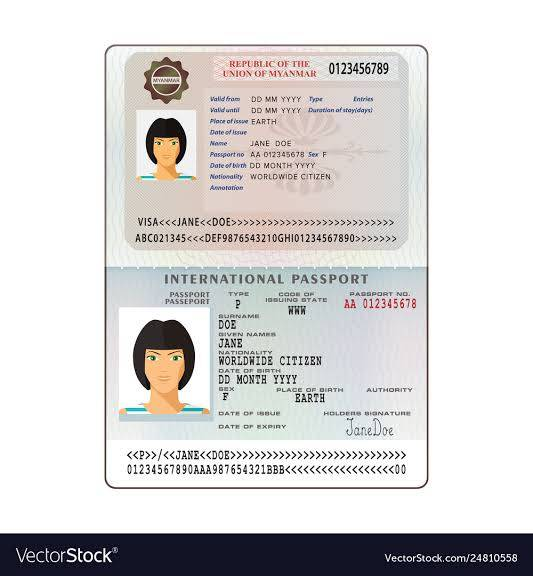 REPUBLIC OF THE
UNION OF MYANMAR
0123456789
MYANMAR
Valid from DD MM YYYY Type Entries
Valid until DD MM YYYY Duration of stay(days)
Place of issue EARTH
Date of issue
Name JANE DOE
Passport no AA 012345678 Sex F
Date of birth DD MONTH YYYY
Nationality WORLDWIDE CITIZEN
Annotation
VISA<<<JANE<<DOE>>>>>>>>>>>>>>>>>>>>>>>>>
ABC021345<<<DEF9876543210GHI01234567890>>>>>>>
INTERNATIONAL PASSPORT
PASSPORT
PASSEPORT
TYPE
P
CODE OF
ISSUING STATE
WWW
PASSPORT NO.
AA 012345678
SURNAME
DOE
GIVEN NAMES
JANE
NATIONALITY
WORLDWIDE CITIZEN
DATE OF BIRTH
DD MONTH YYYY
SEX PLACE OF BIRTH AUTHORITY
F EARTH
DATE OF ISSUE HOLDERS SIGNATURE
DATE OF EXPIRY JaneDoe
<<P>>/<<JANE<<DOE>>>>>>>>>>>>>>>>>>>>>>>>>>
01234567890AAA987654321BBB<<<<<<<<<<<<<<<<<<00
VectorStock®
VectorStock.com/24810558